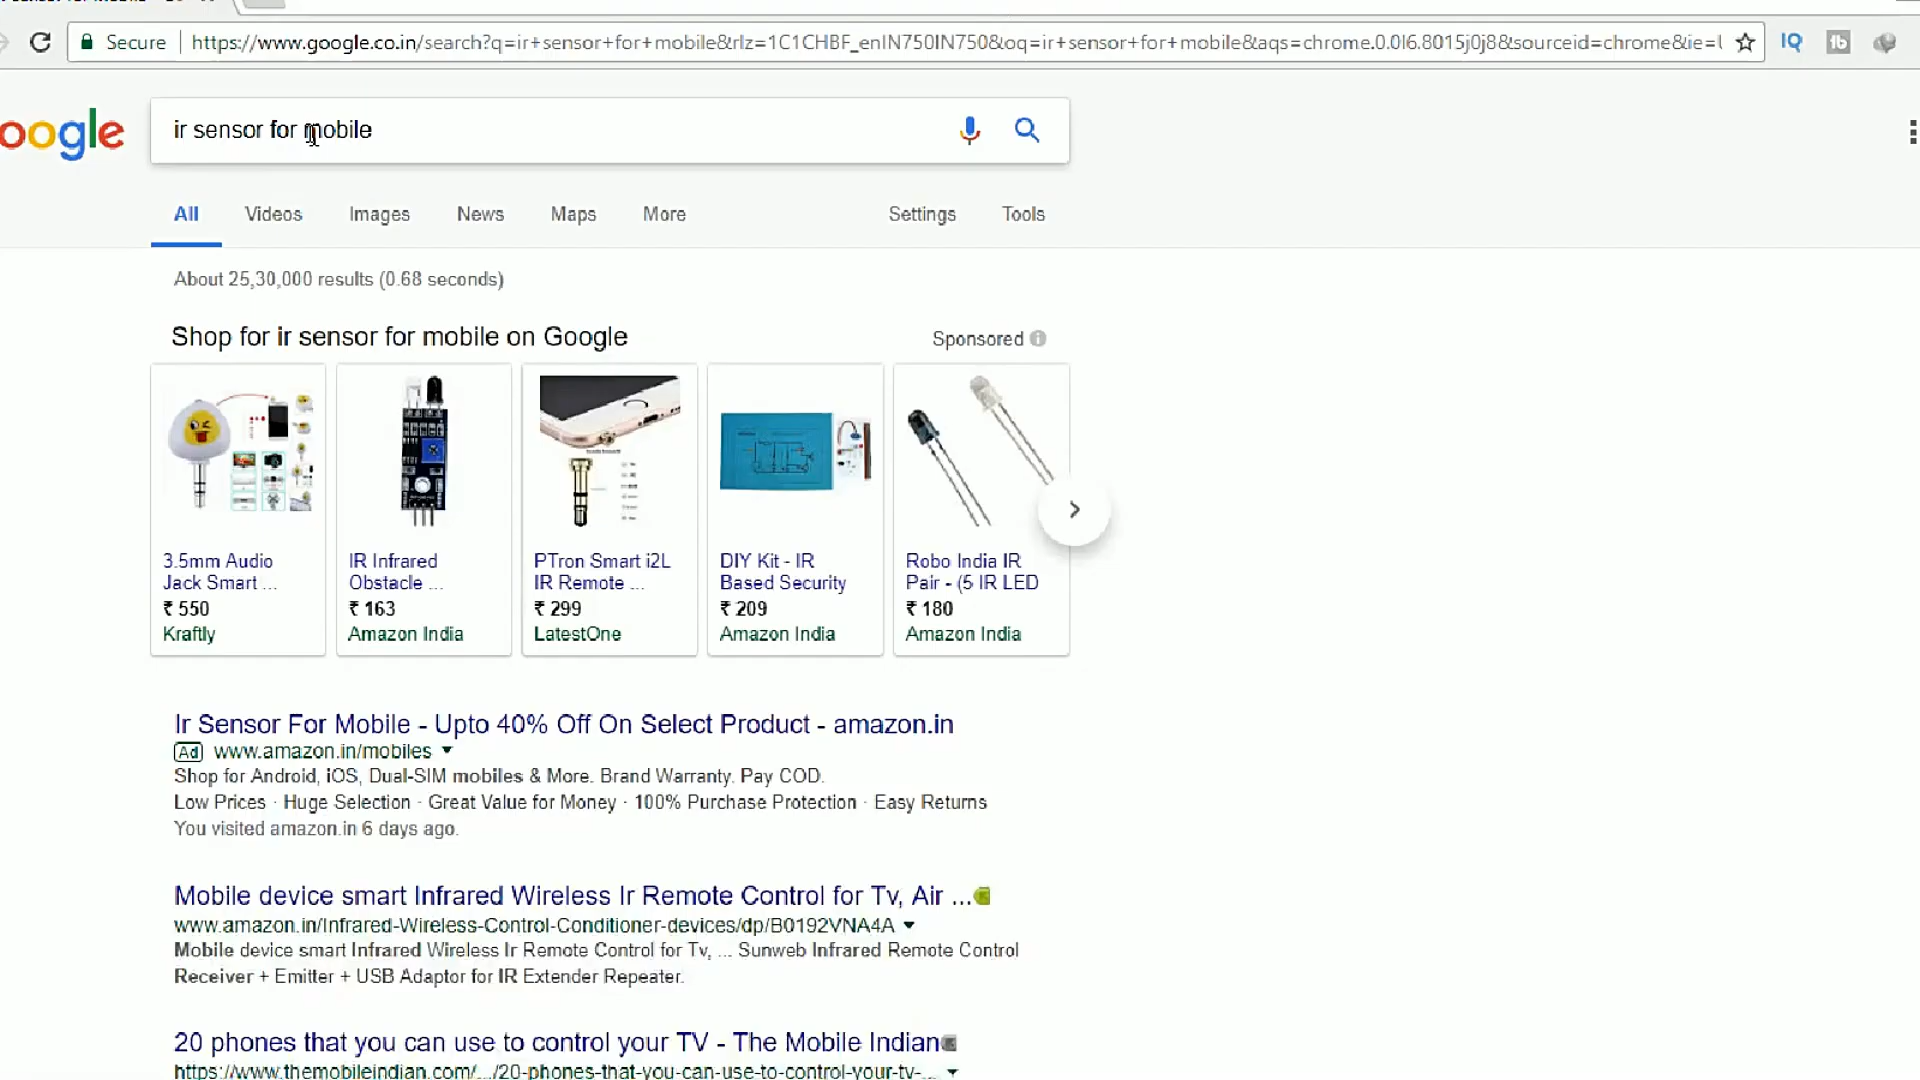 Secure
https://www.google.co.in/search?q=ir+sensor+for+mobile&rlz=1C1CHBF_enIN750IN750&oq=ir+sensor+for+mobile&aqs=chrome.0.0l6.8015j0j8&sourceid=chrome&ie=
IQ
tb
oogle
ir sensor for mobile
All Videos Images News Maps More Settings Tools
About 25,30,000 results (0.68 seconds)
Shop for ir sensor for mobile on Google
Sponsored
3.5mm Audio
Jack Smart ...
₹ 550
Kraftly
IR Infrared
Obstacle ...
₹ 163
Amazon India
PTron Smart i2L
IR Remote ...
₹ 299
LatestOne
DIY Kit - IR
Based Security
₹ 209
Amazon India
Robo India IR
Pair - (5 IR LED
₹ 180
Amazon India
Ir Sensor For Mobile - Upto 40% Off On Select Product - amazon.in
Ad www.amazon.in/mobiles
Shop for Android, iOS, Dual-SIM mobiles & More. Brand Warranty. Pay COD.
Low Prices · Huge Selection · Great Value for Money · 100% Purchase Protection · Easy Returns
You visited amazon.in 6 days ago.
Mobile device smart Infrared Wireless Ir Remote Control for Tv, Air ...
www.amazon.in/Infrared-Wireless-Control-Conditioner-devices/dp/B0192VNA4A
Mobile device smart Infrared Wireless Ir Remote Control for Tv, ... Sunweb Infrared Remote Control
Receiver + Emitter + USB Adaptor for IR Extender Repeater.
20 phones that you can use to control your TV - The Mobile Indian
https://www.themobileindian.com/.../20-phones-that-you-can-use-to-control-your-tv-...